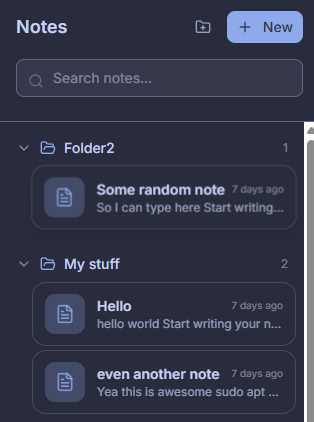 Notes
New
Search notes...
Folder2 1
Some random note 7 days ago
So I can type here Start writing...
My stuff 2
Hello 7 days ago
hello world Start writing your n...
even another note 7 days ago
Yea this is awesome sudo apt ...